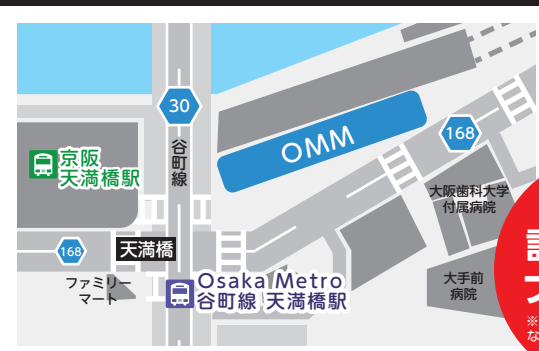 30
谷町線
京阪
天満橋駅
OMM
168
大阪歯科大学
付属病院
天満橋
168
ファミリー
マート
Osaka Metro
谷町線 天満橋駅
大手前
病院
※
な